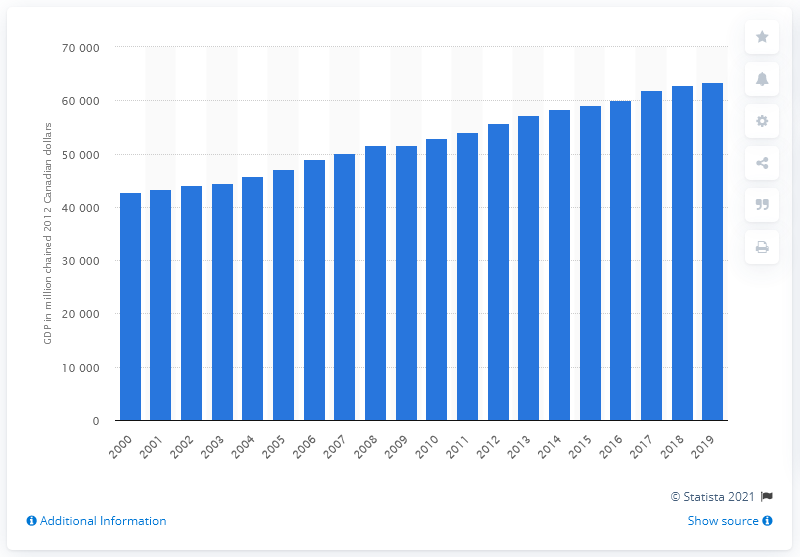 70 000
60 000
50 000
40 000
30 000
20 000
10 000
0
GDP in million chained 2012 Canadian dollars
2000 2001 2002 2003 2004 2005 2006 2007 2008 2009 2010 2011 2012 2013 2014 2015 2016 2017 2018 2019
© Statista 2021
Additional Information
Show source